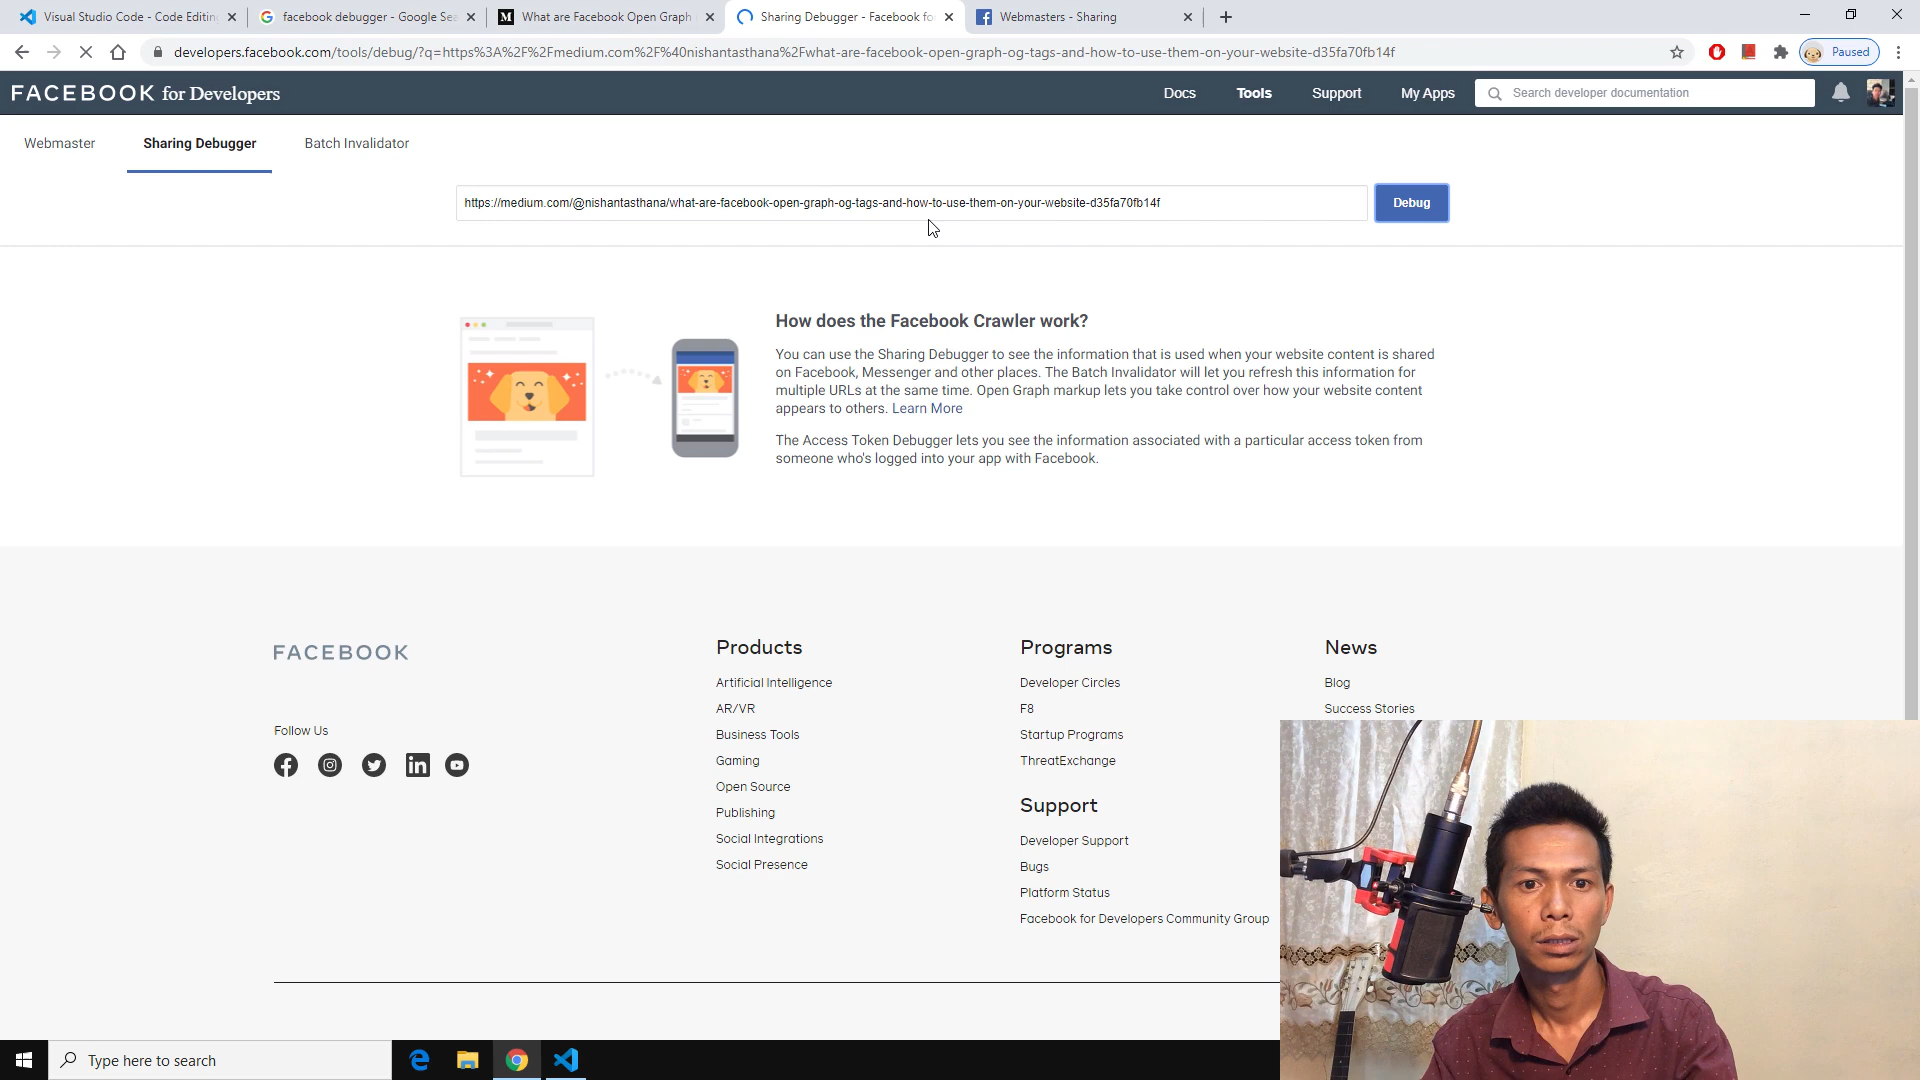 Visual Studio Code - Code Editin
facebook debugger - Google Sea
M What are Facebook Open Graph
Sharing Debugger - Facebook fo
Webmasters - Sharing
developers.facebook.com/tools/debug/?q=https%3A%2F%2Fmedium.com%2F%40nishantasthana%2Fwhat-are-facebook-open-graph-og-tags-and-how-to-use-them-on-your-website-d35fa70fb14f
Paused
FACEBOOK for Developers
Docs
Tools
Support
My Apps
Search developer documentation
Webmaster
Sharing Debugger
Batch Invalidator
https://medium.com/@nishantasthana/what-are-facebook-open-graph-og-tags-and-how-to-use-them-on-your-website-d35fa70fb14f
Debug
How does the Facebook Crawler work?
You can use the Sharing Debugger to see the information that is used when your website content is shared
on Facebook, Messenger and other places. The Batch Invalidator will let you refresh this information for
multiple URLs at the same time. Open Graph markup lets you take control over how your website content
appears to others. Learn More
The Access Token Debugger lets you see the information associated with a particular access token from
someone who's logged into your app with Facebook.
FACEBOOK
Follow Us
Products
Artificial Intelligence
AR/VR
Business Tools
Gaming
Open Source
Publishing
Social Integrations
Social Presence
Programs
Developer Circles
F8
Startup Programs
ThreatExchange
Support
Developer Support
Bugs
Platform Status
Facebook for Developers Community Group
News
Blog
Success Stories
Type here to search